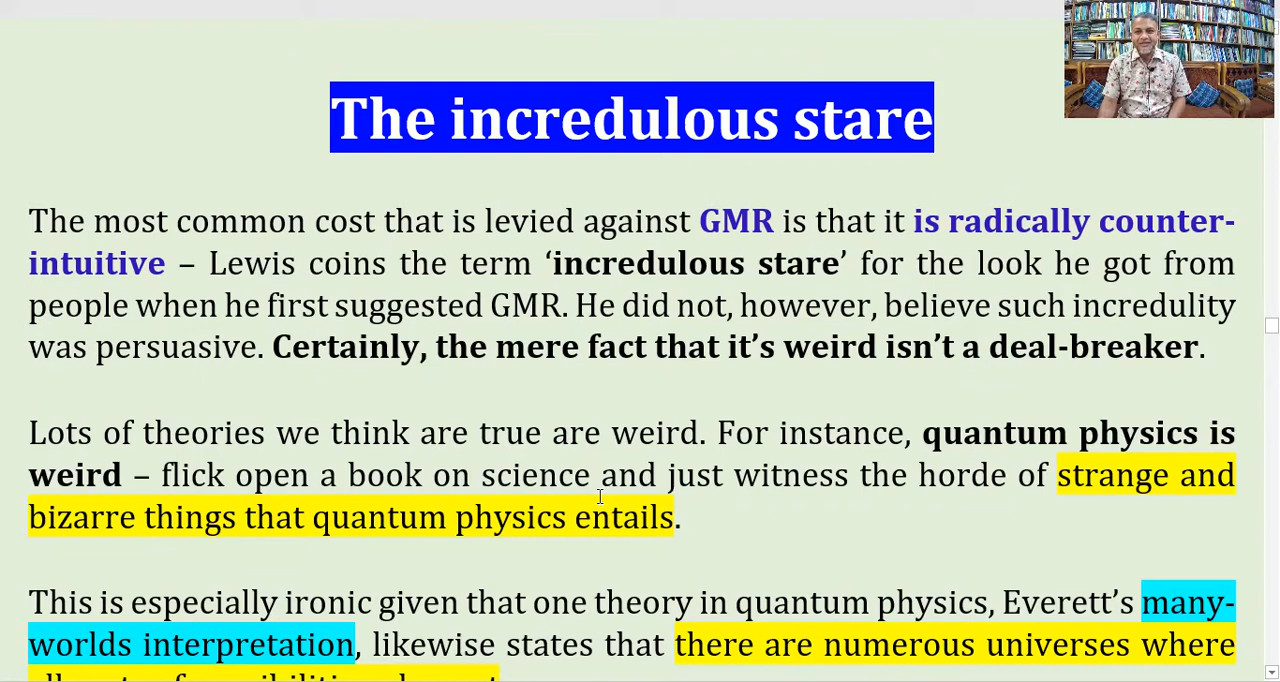 The incredulous stare
The most common cost that is levied against GMR is that it is radically counter-
intuitive – Lewis coins the term ‘incredulous stare’ for the look he got from
people when he first suggested GMR. He did not, however, believe such incredulity
was persuasive. Certainly, the mere fact that it’s weird isn’t a deal-breaker.
Lots of theories we think are true are weird. For instance, quantum physics is
weird – flick open a book on science and just witness the horde of strange and
bizarre things that quantum physics entails.
This is especially ironic given that one theory in quantum physics, Everett’s many-
worlds interpretation, likewise states that there are numerous universes where